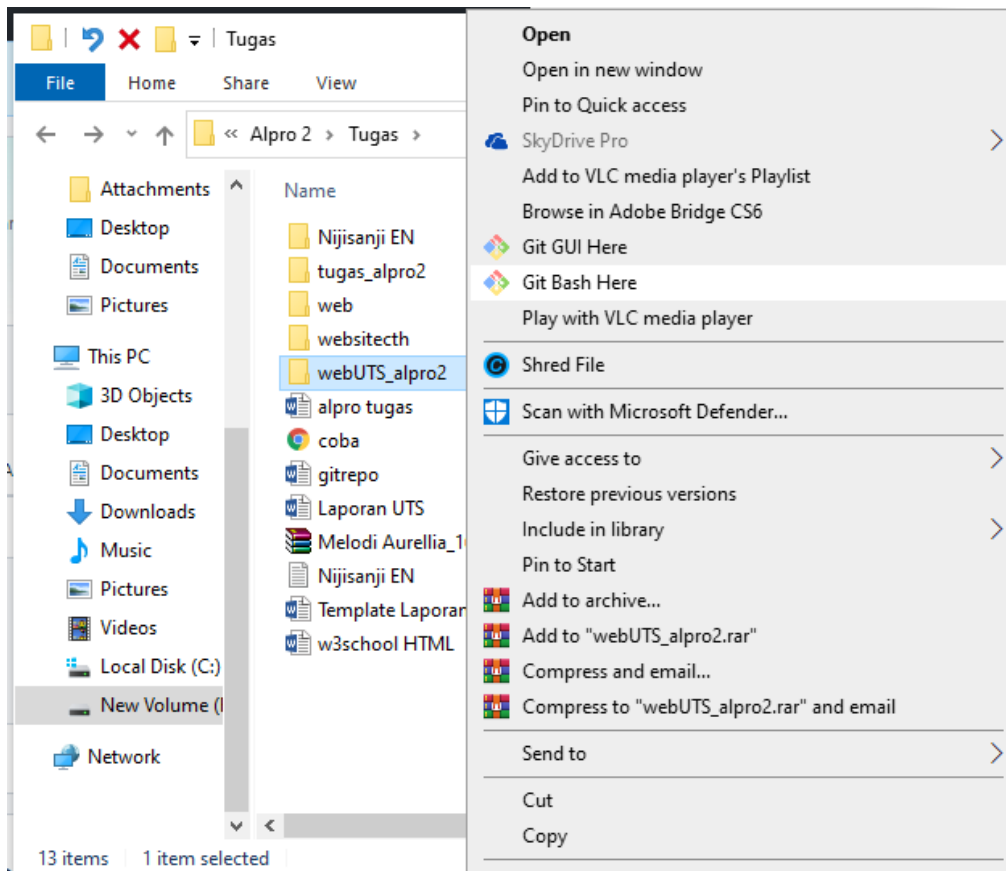 Tugas
File Home Share View
« Alpro 2 > Tugas >
Attachments
Desktop
Documents
Pictures
This PC
3D Objects
Desktop
Documents
Downloads
Music
Pictures
Videos
Local Disk (C:)
New Volume (
Network
Name
Nijisanji EN
tugas_alpro2
web
websitecth
webUTS_alpro2
alpro tugas
coba
gitrepo
Laporan UTS
Melodi Aurellia_1
Nijisanji EN
Template Laporan
w3school HTML
13 items 1 item selected
Open
Open in new window
Pin to Quick access
SkyDrive Pro
Add to VLC media player's Playlist
Browse in Adobe Bridge CS6
Git GUI Here
Git Bash Here
Play with VLC media player
Shred File
Scan with Microsoft Defender...
Give access to
Restore previous versions
Include in library
Pin to Start
Add to archive...
Add to "webUTS_alpro2.rar"
Compress and email...
Compress to "webUTS_alpro2.rar" and email
Send to
Cut
Copy